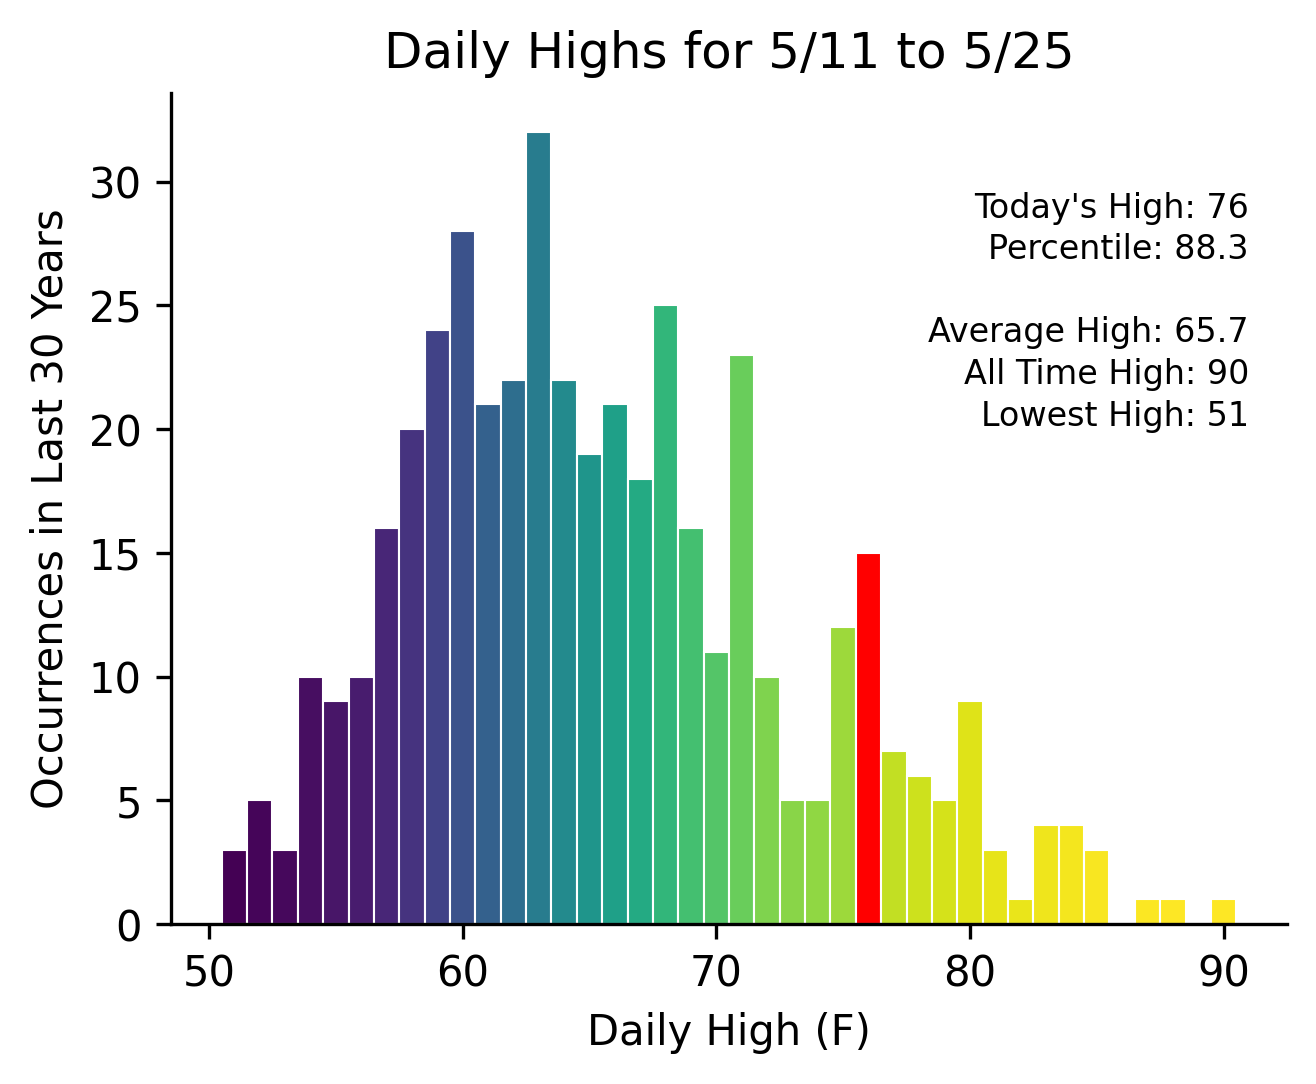 Daily Highs for 5/11 to 5/25
Occurrences in Last 30 Years
30
25
20
15
10
5
0
Today's High: 76
Percentile: 88.3
Average High: 65.7
All Time High: 90
Lowest High: 51
50 60 70 80 90
Daily High (F)